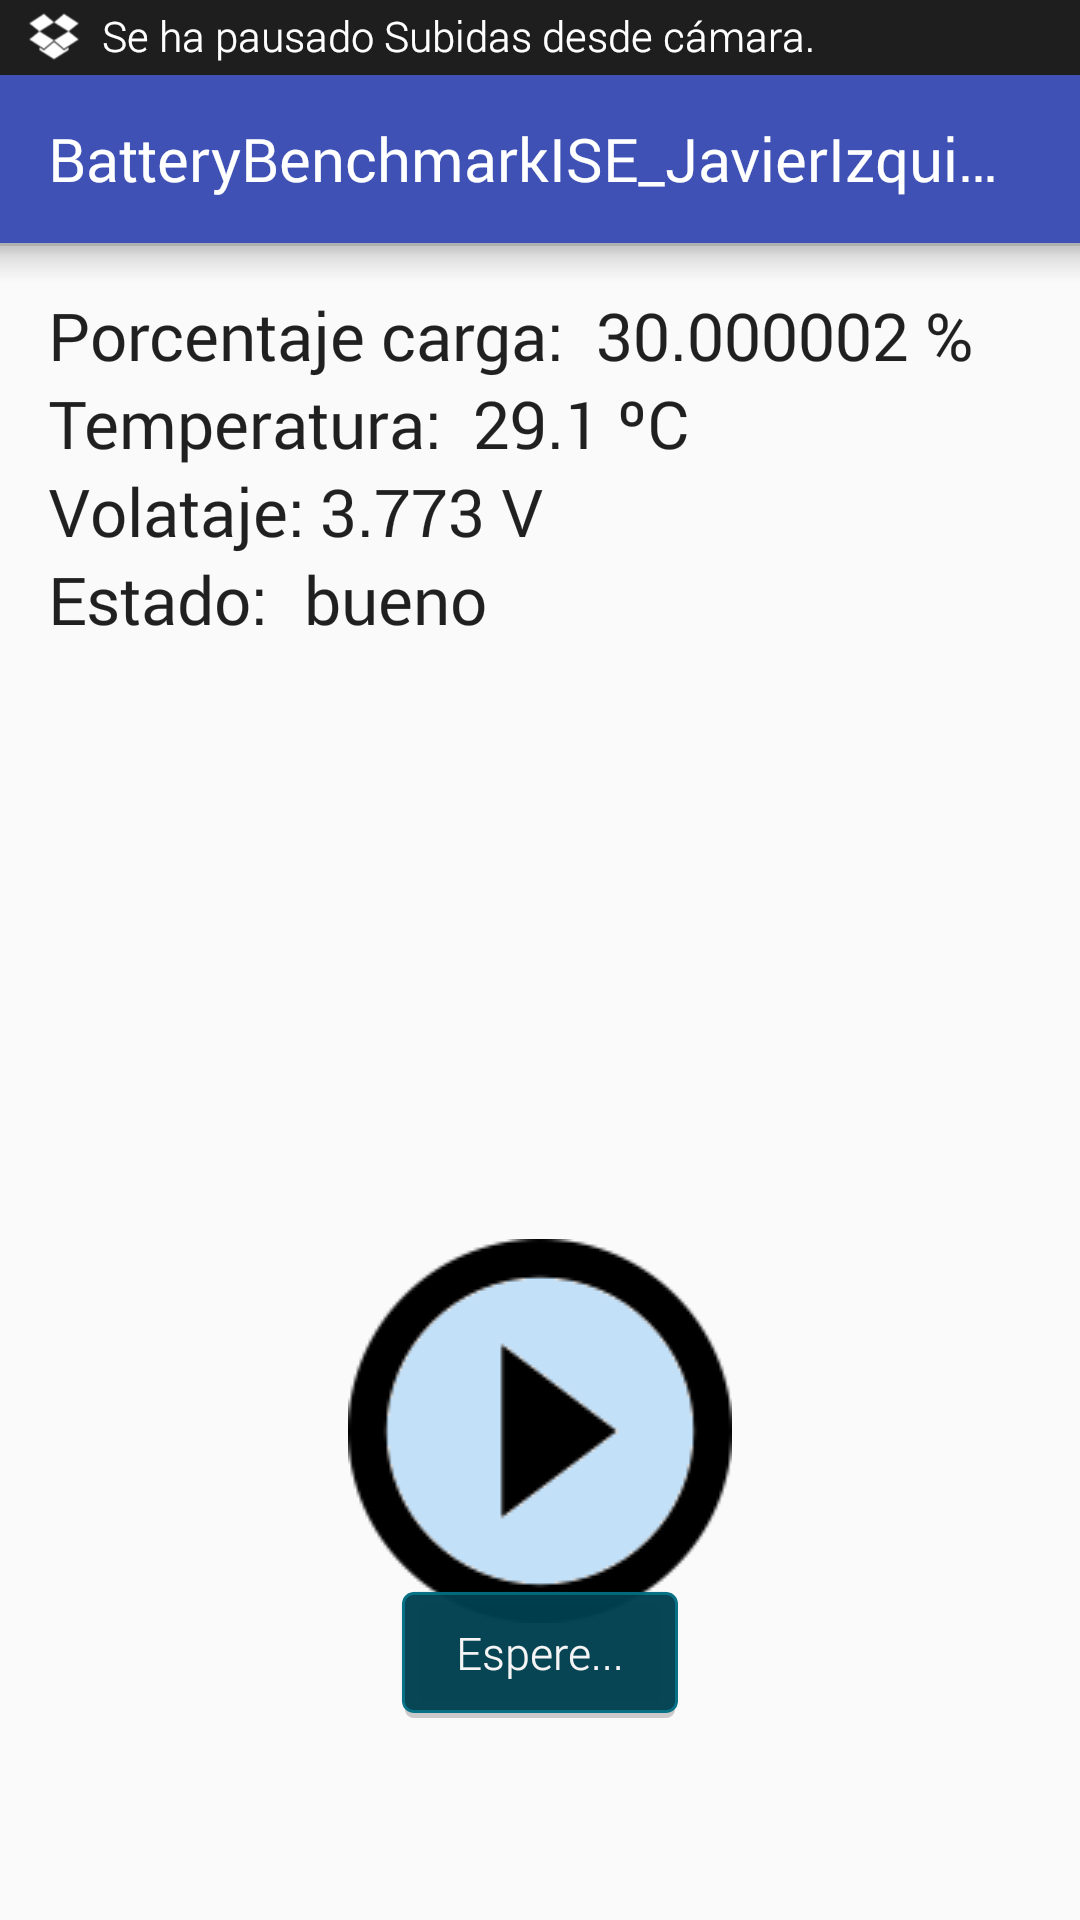 Se ha pausado Subidas desde cámara.
BatteryBenchmarkISE_JavierIzqui...
Porcentaje carga:  30.000002 %
Temperatura:  29.1 ºC
Volataje: 3.773 V
Estado:  bueno
Espere...